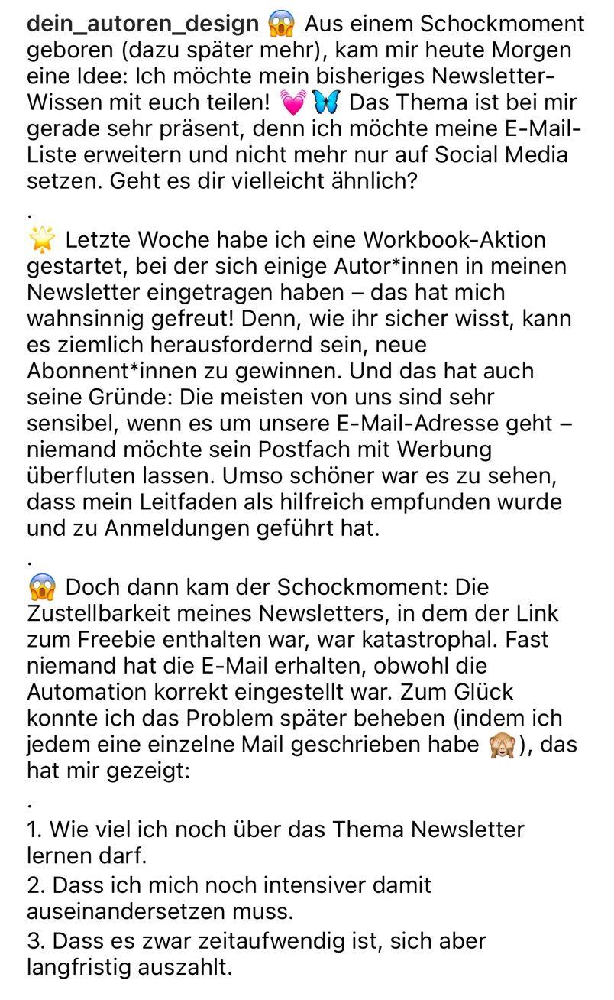 dein_autoren_design 😱 Aus einem Schockmoment
geboren (dazu später mehr), kam mir heute Morgen
eine Idee: Ich möchte mein bisheriges Newsletter-
Wissen mit euch teilen! 💓🦋 Das Thema ist bei mir
gerade sehr präsent, denn ich möchte meine E-Mail-
Liste erweitern und nicht mehr nur auf Social Media
setzen. Geht es dir vielleicht ähnlich?
.
🌟 Letzte Woche habe ich eine Workbook-Aktion
gestartet, bei der sich einige Autor*innen in meinen
Newsletter eingetragen haben – das hat mich
wahnsinnig gefreut! Denn, wie ihr sicher wisst, kann
es ziemlich herausfordernd sein, neue
Abonnent*innen zu gewinnen. Und das hat auch
seine Gründe: Die meisten von uns sind sehr
sensibel, wenn es um unsere E-Mail-Adresse geht –
niemand möchte sein Postfach mit Werbung
überfluten lassen. Umso schöner war es zu sehen,
dass mein Leitfaden als hilfreich empfunden wurde
und zu Anmeldungen geführt hat.
.
😱 Doch dann kam der Schockmoment: Die
Zustellbarkeit meines Newsletters, in dem der Link
zum Freebie enthalten war, war katastrophal. Fast
niemand hat die E-Mail erhalten, obwohl die
Automation korrekt eingestellt war. Zum Glück
konnte ich das Problem später beheben (indem ich
jedem eine einzelne Mail geschrieben habe 🙈), das
hat mir gezeigt:
.
1. Wie viel ich noch über das Thema Newsletter
lernen darf.
2. Dass ich mich noch intensiver damit
auseinandersetzen muss.
3. Dass es zwar zeitaufwendig ist, sich aber
langfristig auszahlt.